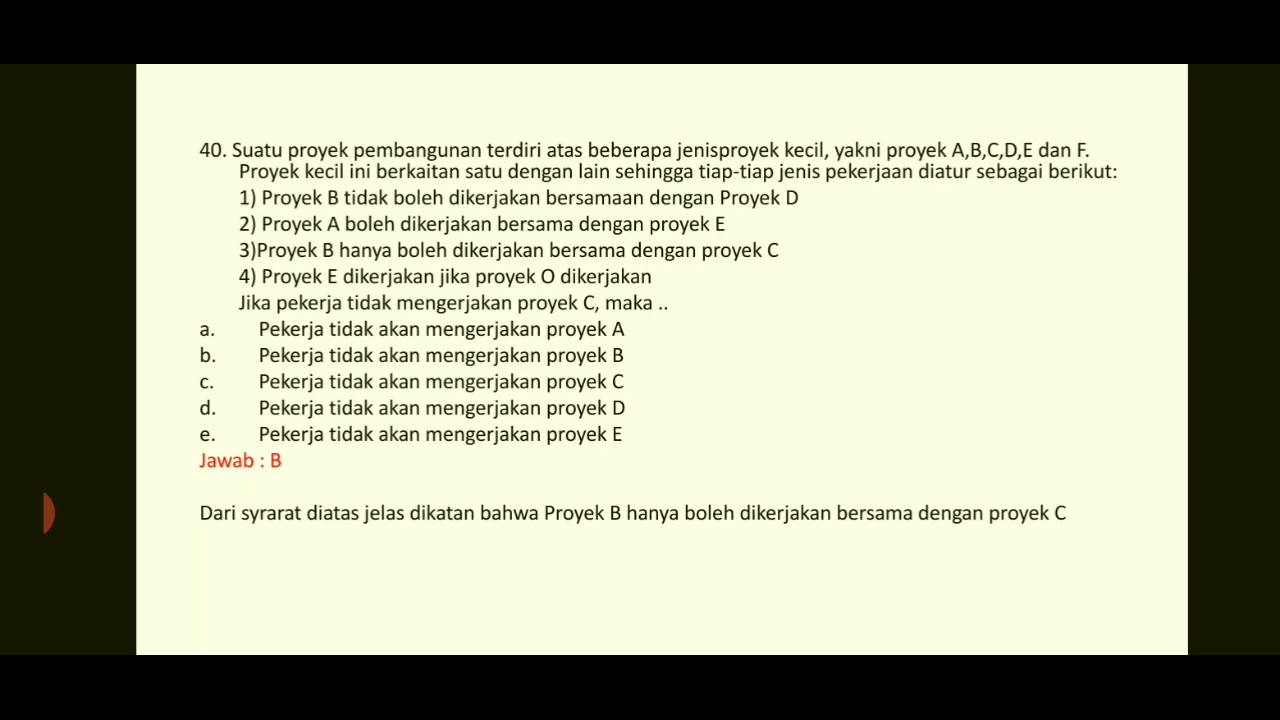 40. Suatu proyek pembangunan terdiri atas beberapa jenisproyek kecil, yakni proyek A,B,C,D,E dan F.
Proyek kecil ini berkaitan satu dengan lain sehingga tiap-tiap jenis pekerjaan diatur sebagai berikut:
1) Proyek B tidak boleh dikerjakan bersamaan dengan Proyek D
2) Proyek A boleh dikerjakan bersama dengan proyek E
3)Proyek B hanya boleh dikerjakan bersama dengan proyek C
4) Proyek E dikerjakan jika proyek O dikerjakan
Jika pekerja tidak mengerjakan proyek C, maka ..
a. Pekerja tidak akan mengerjakan proyek A
b. Pekerja tidak akan mengerjakan proyek B
c. Pekerja tidak akan mengerjakan proyek C
d. Pekerja tidak akan mengerjakan proyek D
e. Pekerja tidak akan mengerjakan proyek E
Jawab : B
Dari syrarat diatas jelas dikatan bahwa Proyek B hanya boleh dikerjakan bersama dengan proyek C